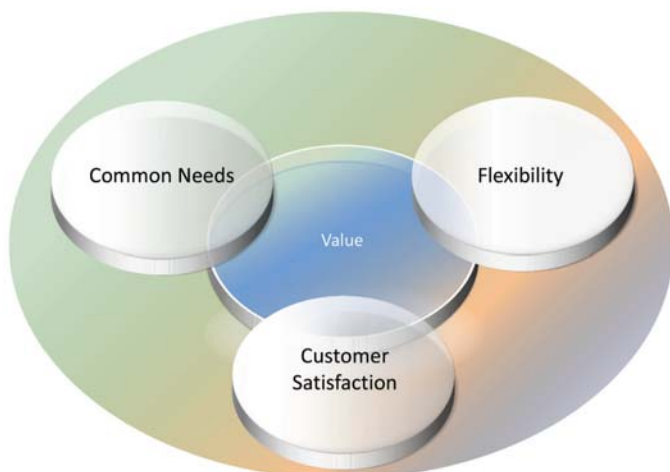 Common Needs
Flexibility
Value
Customer
Satisfaction